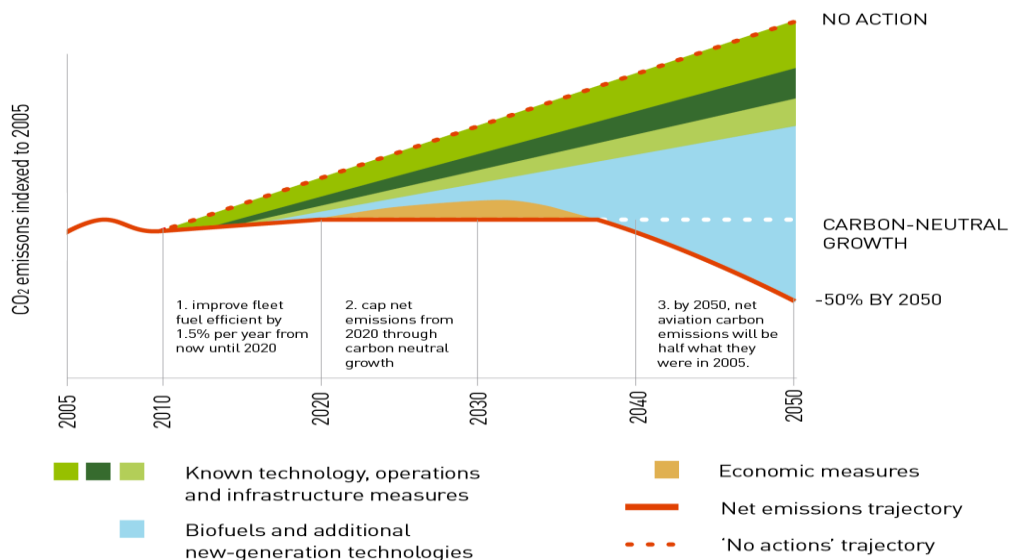 NO ACTION
CO2 emissons indexed to 2005
CARBON-NEUTRAL
GROWTH
-50% BY 2050
1. improve fleet
fuel efficient by
1.5% per year from
now until 2020
2. cap net
emissions from
2020 through
carbon neutral
growth
3. by 2050, net
aviation carbon
emissions will be
half what they
were in 2005.
2005
2010
2020
2030
2040
2050
Known technology, operations
and infrastructure measures
Biofuels and additional
new-generation technologies
Economic measures
Net emissions trajectory
‘No actions’ trajectory